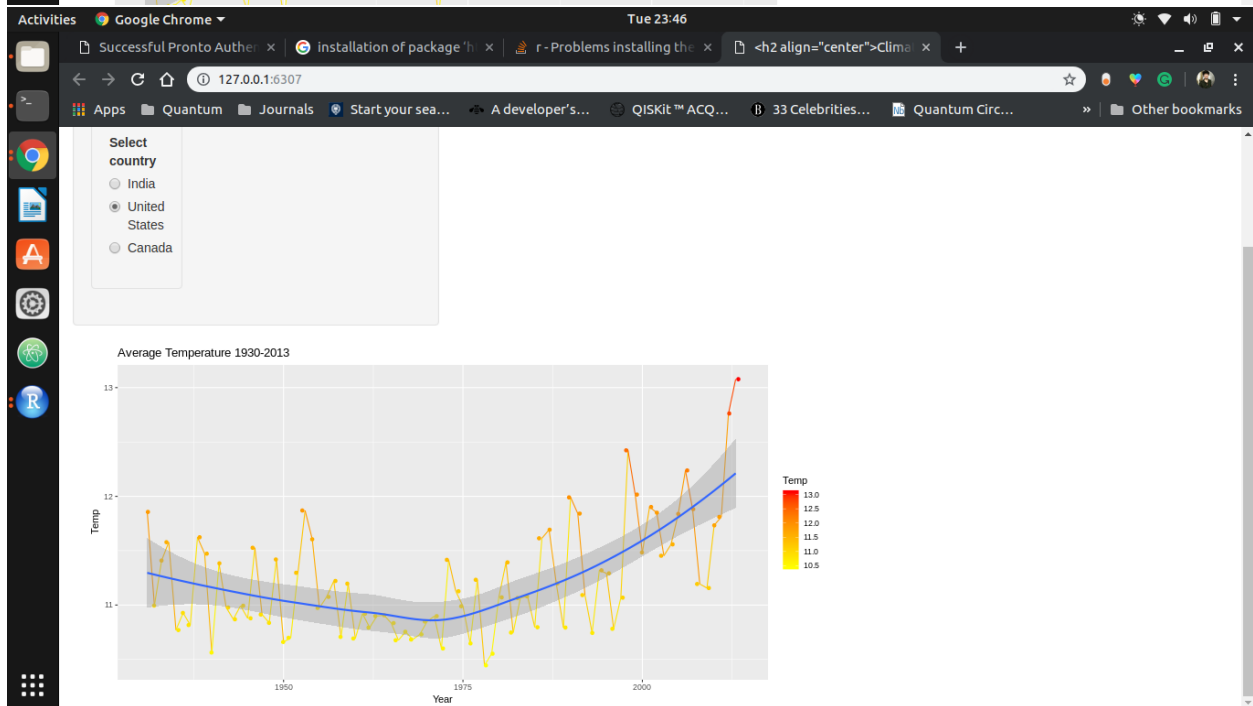 Activities
Google Chrome
Tue 23:46
Successful Pronto Authen
installation of package 'h
r - Problems installing the
<h2 align="center">Clima
127.0.0.1:6307
Apps
Quantum
Journals
Start your sea...
A developer's...
QISKit ™ ACQ...
33 Celebrities...
Quantum Circ...
»
Other bookmarks
Select
country
India
United
States
Canada
Average Temperature 1930-2013
13
12
11
Temp
1950
1975
2000
Year
Temp
13.0
12.5
12.0
11.5
11.0
10.5